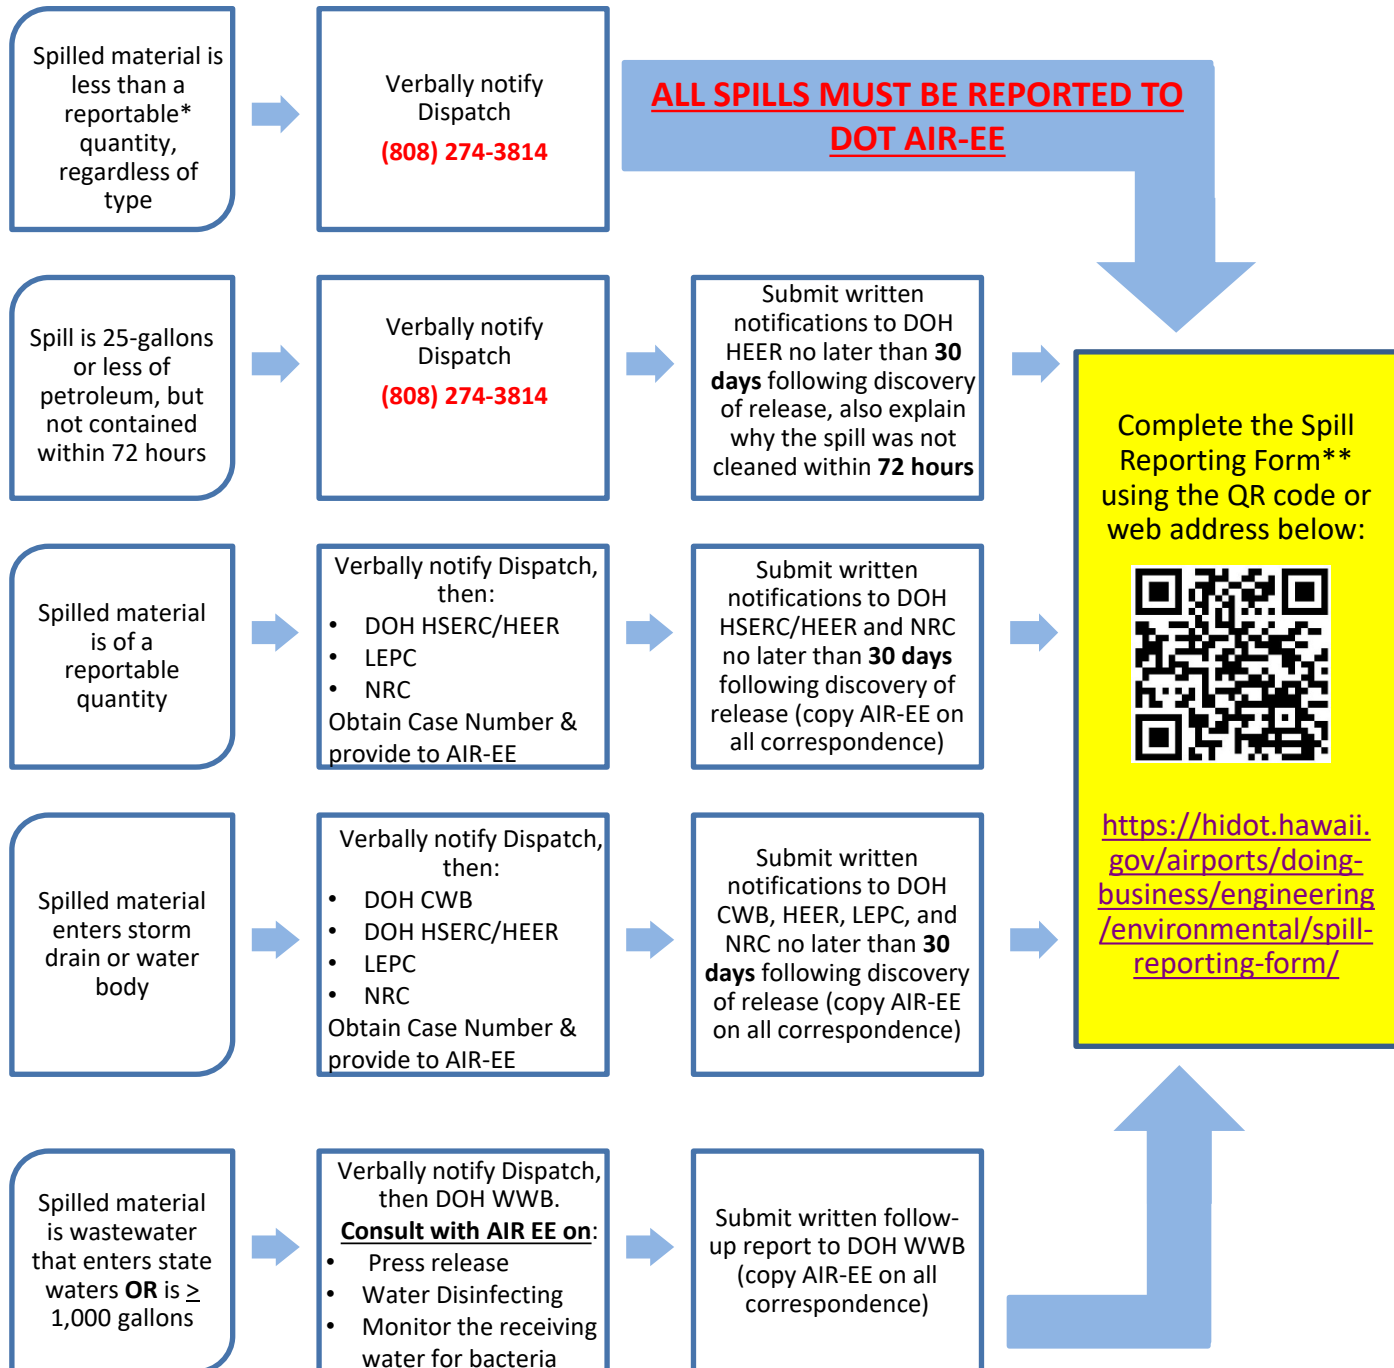 Spilled material is
less than a
reportable*
quantity,
regardless of
type
Verbally notify
Dispatch
(808) 274-3814
ALL SPILLS MUST BE REPORTED TO
DOT AIR-EE
Spill is 25-gallons
or less of
petroleum, but
not contained
within 72 hours
Verbally notify
Dispatch
(808) 274-3814
Submit written
notifications to DOH
HEER no later than 30
days following discovery
of release, also explain
why the spill was not
cleaned within 72 hours
Spilled material
is of a
reportable
quantity
Verbally notify Dispatch,
then:
• DOH HSERC/HEER
• LEPC
• NRC
Obtain Case Number &
provide to AIR-EE
Submit written
notifications to DOH
HSERC/HEER and NRC
no later than 30 days
following discovery of
release (copy AIR-EE on
all correspondence)
Spilled material
enters storm
drain or water
body
Verbally notify Dispatch,
then:
• DOH CWB
• DOH HSERC/HEER
• LEPC
• NRC
Obtain Case Number &
provide to AIR-EE
Submit written
notifications to DOH
CWB, HEER, LEPC, and
NRC no later than 30
days following discovery
of release (copy AIR-EE
on all correspondence)
Spilled material
is wastewater
that enters state
waters OR is ≥
1,000 gallons
Verbally notify Dispatch,
then DOH WWB.
Consult with AIR EE on:
• Press release
• Water Disinfecting
• Monitor the receiving
water for bacteria
Submit written follow-
up report to DOH WWB
(copy AIR-EE on all
correspondence)
Complete the Spill
Reporting Form**
using the QR code or
web address below:
https://hidot.hawaii.
gov/airports/doing-
business/engineering
/environmental/spill-
reporting-form/